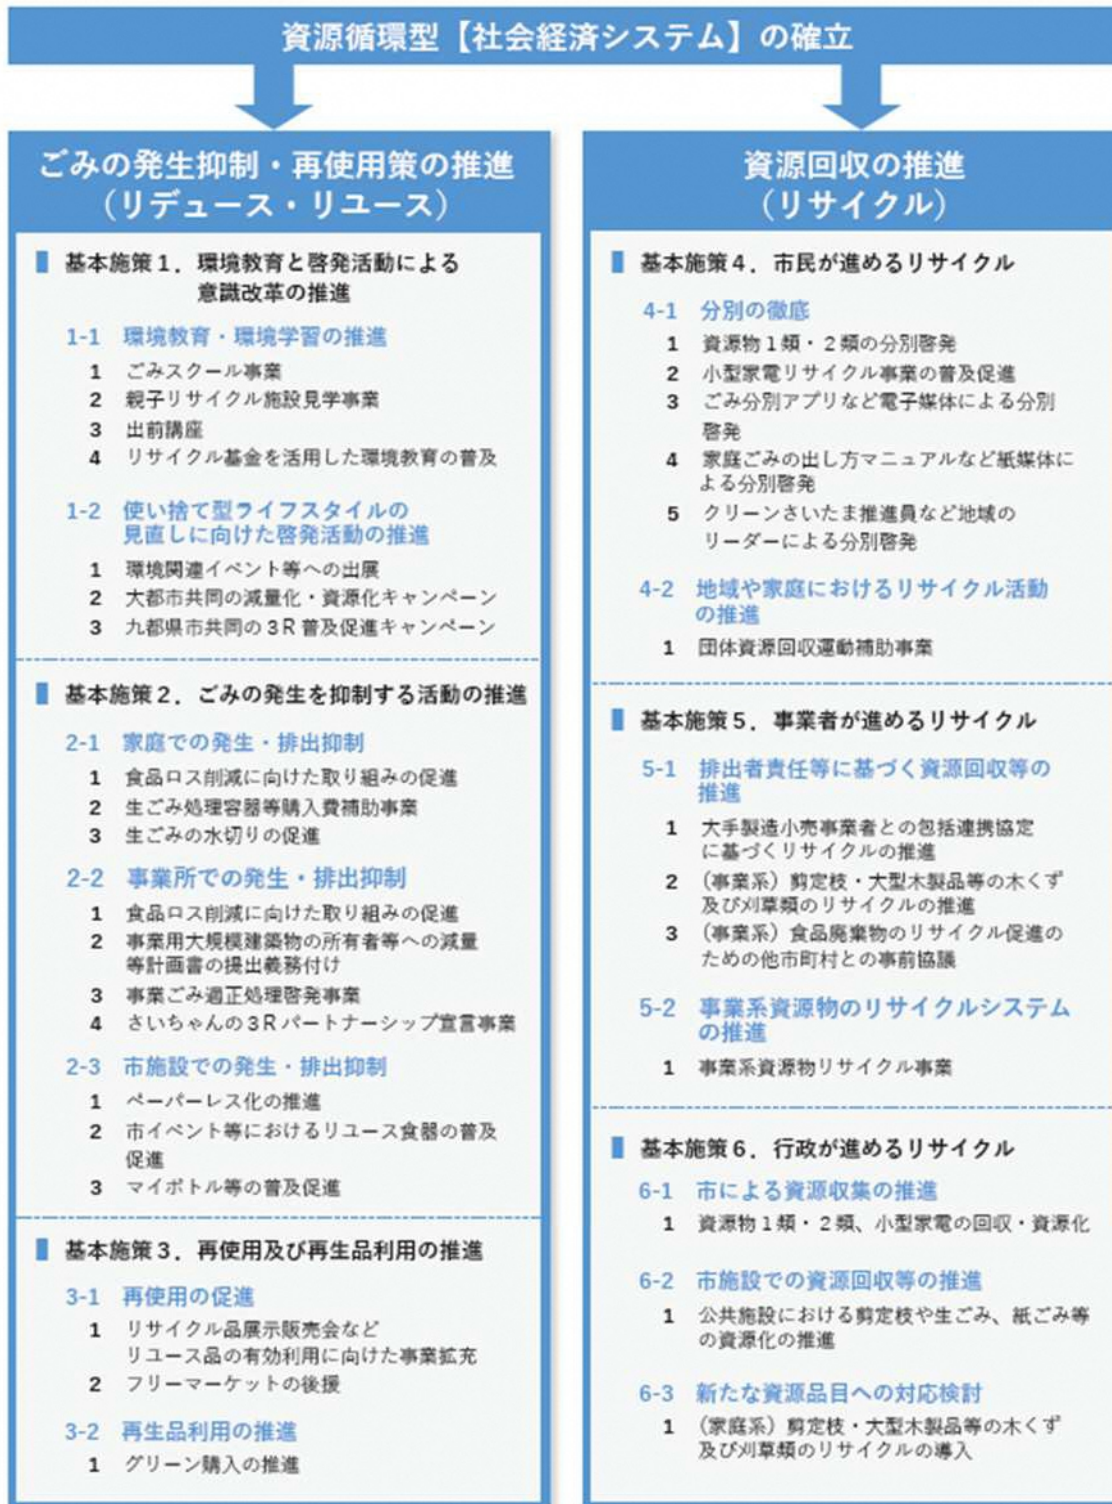 資源循環型【社会経済システム】の確立
ごみの発生抑制・再使用策の推進
（リデュース・リユース）
基本施策１．環境教育と啓発活動による
意識改革の推進
1-1 環境教育・環境学習の推進
1 ごみスクール事業
2 親子リサイクル施設見学事業
3 出前講座
4 リサイクル基金を活用した環境教育の普及
1-2 使い捨て型ライフスタイルの
見直しに向けた啓発活動の推進
1 環境関連イベント等への出展
2 大都市共同の減量化・資源化キャンペーン
3 九都県市共同の３Ｒ普及促進キャンペーン
基本施策２．ごみの発生を抑制する活動の推進
2-1 家庭での発生・排出抑制
1 食品ロス削減に向けた取り組みの促進
2 生ごみ処理容器等購入費補助事業
3 生ごみの水切りの促進
2-2 事業所での発生・排出抑制
1 食品ロス削減に向けた取り組みの促進
2 事業用大規模建築物の所有者等への減量
等計画書の提出義務付け
3 事業ごみ適正処理啓発事業
4 さいちゃんの３Ｒパートナーシップ宣言事業
2-3 市施設での発生・排出抑制
1 ペーパーレス化の推進
2 市イベント等におけるリユース食器の普及
促進
3 マイボトル等の普及促進
基本施策３．再使用及び再生品利用の推進
3-1 再使用の促進
1 リサイクル品展示販売会など
リユース品の有効利用に向けた事業拡充
2 フリーマーケットの後援
3-2 再生品利用の推進
1 グリーン購入の推進
資源回収の推進
（リサイクル）
基本施策４．市民が進めるリサイクル
4-1 分別の徹底
1 資源物１類・２類の分別啓発
2 小型家電リサイクル事業の普及促進
3 ごみ分別アプリなど電子媒体による分別
啓発
4 家庭ごみの出し方マニュアルなど紙媒体に
よる分別啓発
5 クリーンさいたま推進員など地域の
リーダーによる分別啓発
4-2 地域や家庭におけるリサイクル活動
の推進
1 団体資源回収運動補助事業
基本施策５．事業者が進めるリサイクル
5-1 排出者責任等に基づく資源回収等の
推進
1 大手製造小売事業者との包括連携協定
に基づくリサイクルの推進
2 （事業系）剪定枝・大型木製品等の木くず
及び刈草類のリサイクルの推進
3 （事業系）食品廃棄物のリサイクル促進の
ための他市町村との事前協議
5-2 事業系資源物のリサイクルシステム
の推進
1 事業系資源物リサイクル事業
基本施策６．行政が進めるリサイクル
6-1 市による資源収集の推進
1 資源物１類・２類、小型家電の回収・資源化
6-2 市施設での資源回収等の推進
1 公共施設における剪定枝や生ごみ、紙ごみ等
の資源化の推進
6-3 新たな資源品目への対応検討
1 （家庭系）剪定枝・大型木製品等の木くず
及び刈草類のリサイクルの導入